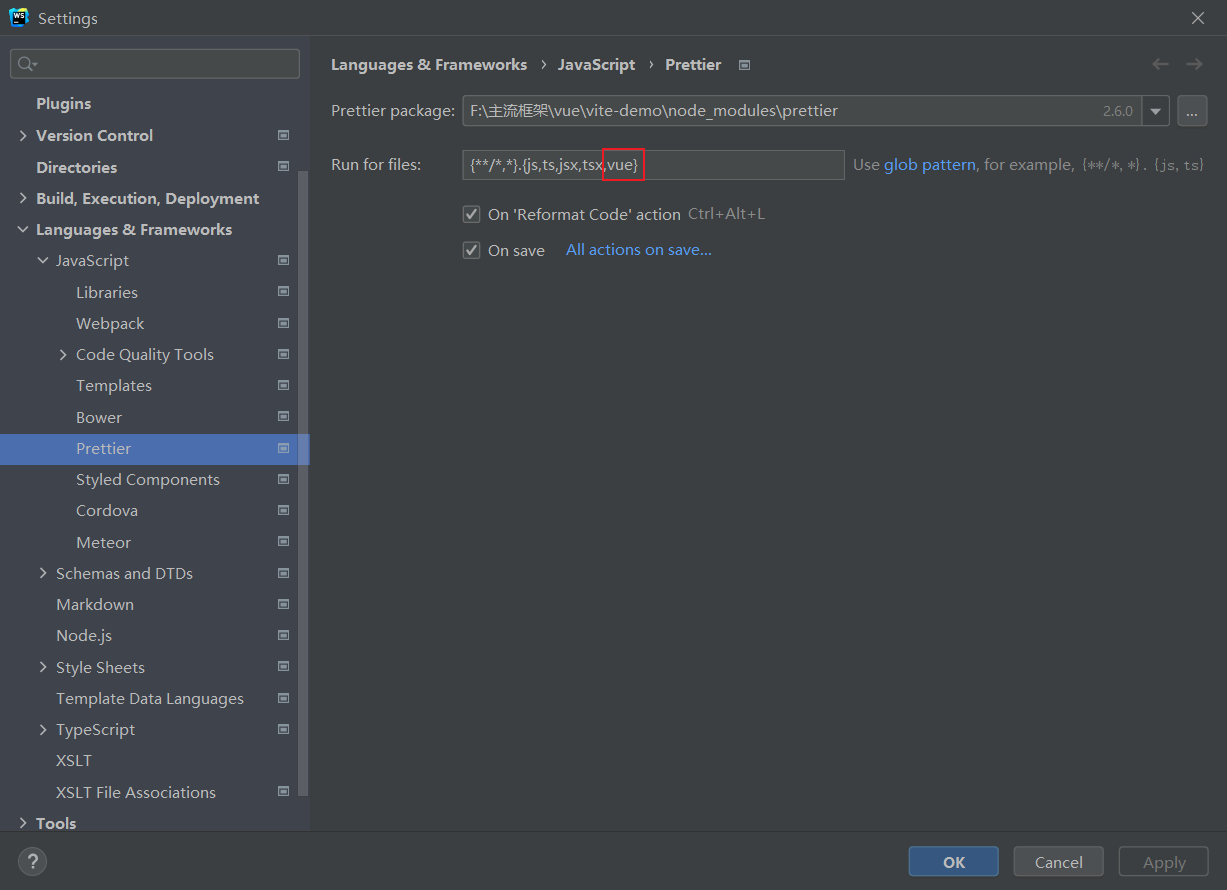 WS
Settings
Plugins
Version Control
Directories
Build, Execution, Deployment
Languages & Frameworks
JavaScript
Libraries
Webpack
Code Quality Tools
Templates
Bower
Prettier
Styled Components
Cordova
Meteor
Schemas and DTDs
Markdown
Node.js
Style Sheets
Template Data Languages
TypeScript
XSLT
XSLT File Associations
Tools
Languages & Frameworks › JavaScript › Prettier
Prettier package: F:\主流框架\vue\vite-demo\node_modules\prettier 2.6.0 ...
Run for files: {**/*,*}.{js,ts,jsx,tsx,vue} Use glob pattern, for example, {**/*,*}.{js,ts}
On 'Reformat Code' action Ctrl+Alt+L
On save All actions on save...
? OK Cancel Apply